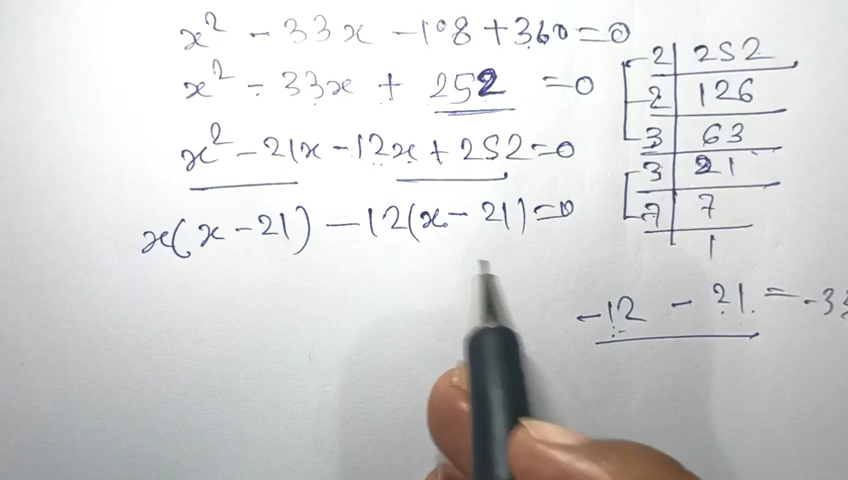 x² - 33x - 108 + 360 = 0
x² - 33x + 252 = 0
x² - 21x - 12x + 252 = 0
x(x - 21) - 12(x - 21) = 0
2 | 252
2 | 126
3 | 63
3 | 21
7 | 7
1
-12 - 21 = -33